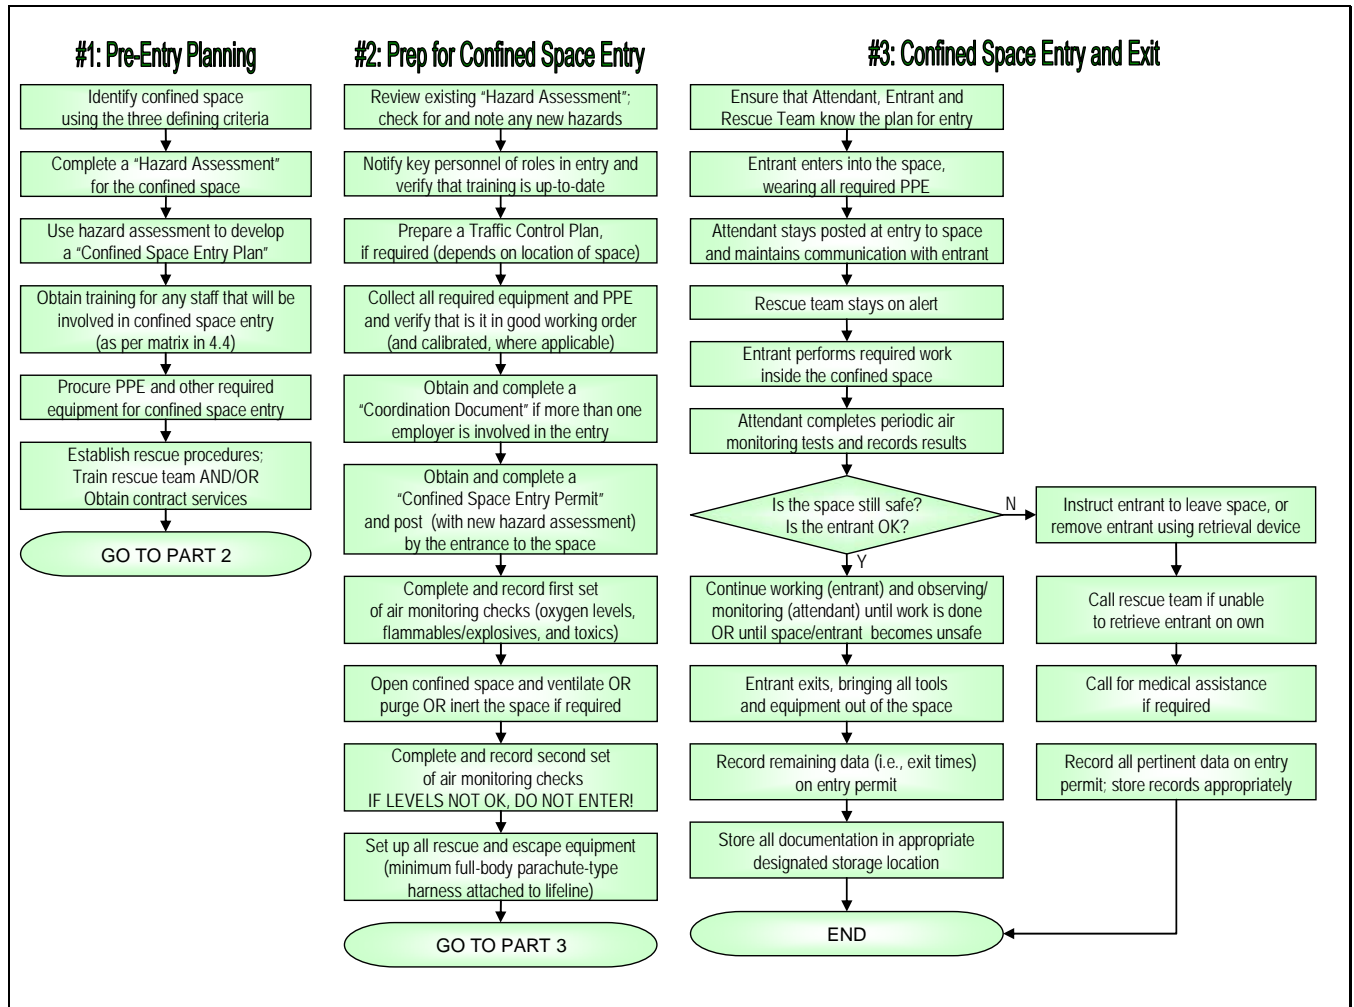 #1: Pre-Entry Planning
Identify confined space
using the three defining criteria
Complete a “Hazard Assessment”
for the confined space
Use hazard assessment to develop
a “Confined Space Entry Plan”
Obtain training for any staff that will be
involved in confined space entry
(as per matrix in 4.4)
Procure PPE and other required
equipment for confined space entry
Establish rescue procedures;
Train rescue team AND/OR
Obtain contract services
GO TO PART 2
#2: Prep for Confined Space Entry
Review existing “Hazard Assessment”;
check for and note any new hazards
Notify key personnel of roles in entry and
verify that training is up-to-date
Prepare a Traffic Control Plan,
if required (depends on location of space)
Collect all required equipment and PPE
and verify that is it in good working order
(and calibrated, where applicable)
Obtain and complete a
“Coordination Document” if more than one
employer is involved in the entry
Obtain and complete a
“Confined Space Entry Permit”
and post (with new hazard assessment)
by the entrance to the space
Complete and record first set
of air monitoring checks (oxygen levels,
flammables/explosives, and toxics)
Open confined space and ventilate OR
purge OR inert the space if required
Complete and record second set
of air monitoring checks
IF LEVELS NOT OK, DO NOT ENTER!
Set up all rescue and escape equipment
(minimum full-body parachute-type
harness attached to lifeline)
GO TO PART 3
#3: Confined Space Entry and Exit
Ensure that Attendant, Entrant and
Rescue Team know the plan for entry
Entrant enters into the space,
wearing all required PPE
Attendant stays posted at entry to space
and maintains communication with entrant
Rescue team stays on alert
Entrant performs required work
inside the confined space
Attendant completes periodic air
monitoring tests and records results
Is the space still safe?
Is the entrant OK?
N
Y
Continue working (entrant) and observing/
monitoring (attendant) until work is done
OR until space/entrant becomes unsafe
Entrant exits, bringing all tools
and equipment out of the space
Record remaining data (i.e., exit times)
on entry permit
Store all documentation in appropriate
designated storage location
END
Instruct entrant to leave space, or
remove entrant using retrieval device
Call rescue team if unable
to retrieve entrant on own
Call for medical assistance
if required
Record all pertinent data on entry
permit; store records appropriately